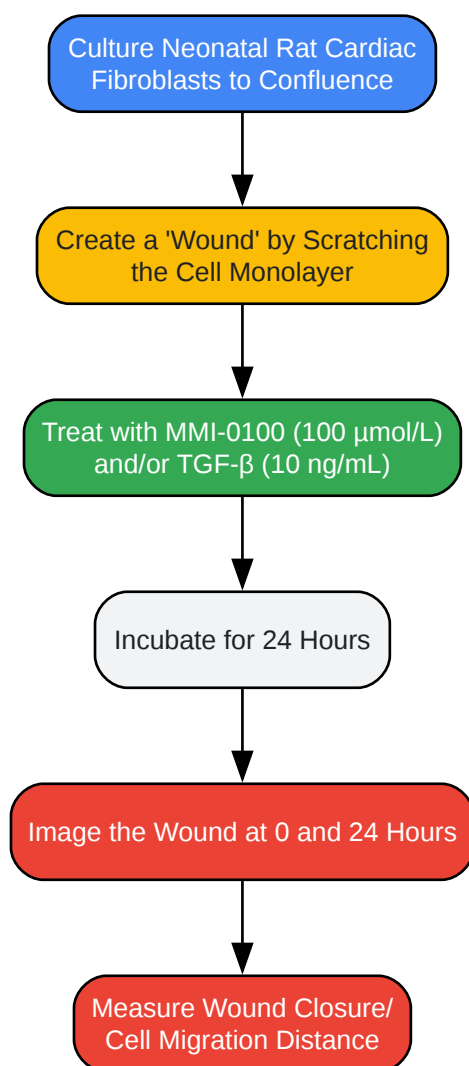 Culture Neonatal Rat Cardiac
Fibroblasts to Confluence
Create a 'Wound' by Scratching
the Cell Monolayer
Treat with MMI-0100 (100 µmol/L)
and/or TGF-β (10 ng/mL)
Incubate for 24 Hours
Image the Wound at 0 and 24 Hours
Measure Wound Closure/
Cell Migration Distance